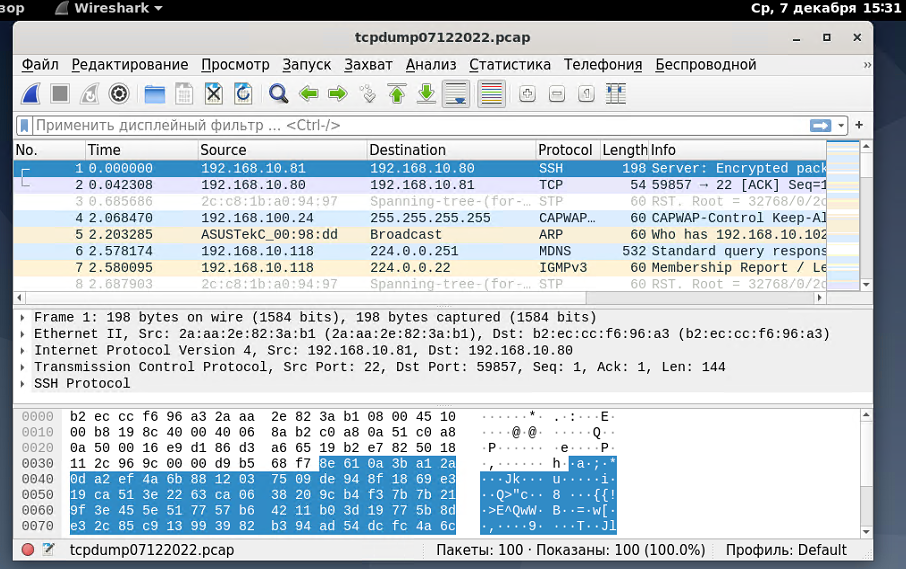 зор Wireshark Ср, 7 декабря 15:31
tcpdump07122022.pcap
Файл Редактирование Просмотр Запуск Захват Анализ Статистика Телефония Беспроводной »
Применить дисплейный фильтр … <Ctrl-/>
No. Time Source Destination Protocol Length Info
1 0.000000 192.168.10.81 192.168.10.80 SSH 198 Server: Encrypted pack
2 0.042308 192.168.10.80 192.168.10.81 TCP 54 59857 → 22 [ACK] Seq=1
3 0.685686 2c:c8:1b:a0:94:97 Spanning-tree-(for-… STP 60 RST. Root = 32768/0/2c
4 2.068470 192.168.100.24 255.255.255.255 CAPWAP… 60 CAPWAP-Control Keep-Al
5 2.203285 ASUSTekC_00:98:dd Broadcast ARP 60 Who has 192.168.10.102
6 2.578174 192.168.10.118 224.0.0.251 MDNS 532 Standard query respons
7 2.580095 192.168.10.118 224.0.0.22 IGMPv3 60 Membership Report / Le
8 2.687903 2c:c8:1b:a0:94:97 Spanning-tree-(for-… STP 60 RST. Root = 32768/0/2c
Frame 1: 198 bytes on wire (1584 bits), 198 bytes captured (1584 bits)
Ethernet II, Src: 2a:aa:2e:82:3a:b1 (2a:aa:2e:82:3a:b1), Dst: b2:ec:cc:f6:96:a3 (b2:ec:cc:f6:96:a3)
Internet Protocol Version 4, Src: 192.168.10.81, Dst: 192.168.10.80
Transmission Control Protocol, Src Port: 22, Dst Port: 59857, Seq: 1, Ack: 1, Len: 144
SSH Protocol
0000 b2 ec cc f6 96 a3 2a aa 2e 82 3a b1 08 00 45 10 ······*· .·:···E·
0010 00 b8 19 8c 40 00 40 06 8a b2 c0 a8 0a 51 c0 a8 ····@·@· ·····Q··
0020 0a 50 00 16 e9 d1 86 d3 a6 65 19 b2 e7 82 50 18 ·P······ ·e····P·
0030 11 2c 96 9c 00 00 d9 b5 68 f7 8e 61 0a 3b a1 2a ·,······ h··a·;·*
0040 0d a2 ef 4a 6b 88 12 03 75 09 de 94 8f 18 69 e3 ···Jk··· u·····i·
0050 19 ca 51 3e 22 63 ca 06 38 20 9c b4 f3 7b 7b 21 ··Q>"c·· 8 ···{{!
0060 9f 3e 45 5e 51 77 57 b6 42 11 b0 3d 19 77 5b 8d ·>E^QwW· B··=·w[·
0070 e3 2c 85 c9 13 99 39 82 b3 94 ad 54 dc fc 4a 6c ·,····9· ···T··Jl
tcpdump07122022.pcap Пакеты: 100 · Показаны: 100 (100.0%) Профиль: Default